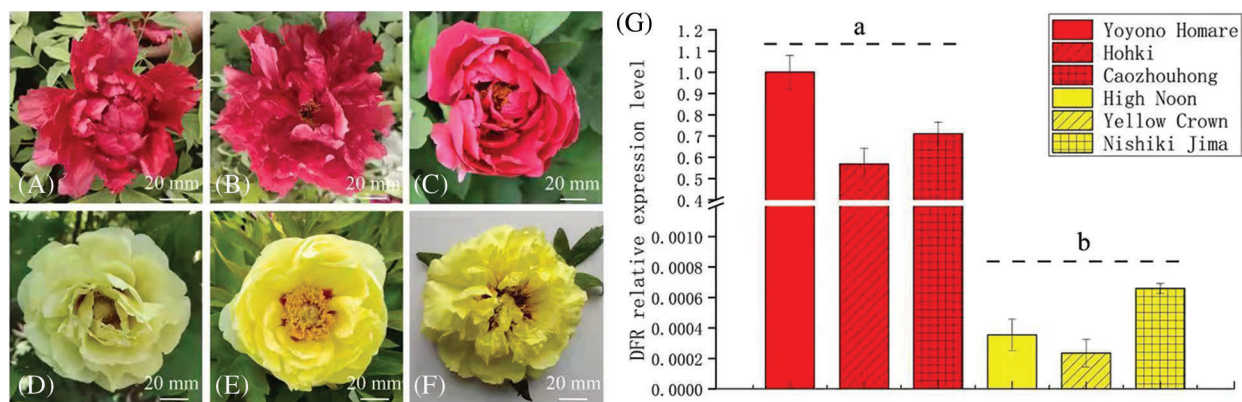 (A)
20 mm
(B)
20 mm
(C)
20 mm
(D)
20 mm
(E)
20 mm
(F)
20 mm
(G)
DFR relative expression level
1.2
1.1
1.0
0.9
0.8
0.7
0.6
0.5
0.4
0.0010
0.0008
0.0006
0.0004
0.0002
0.0000
a
b
Yoyono Homare
Hohki
Caozhouhong
High Noon
Yellow Crown
Nishiki Jima